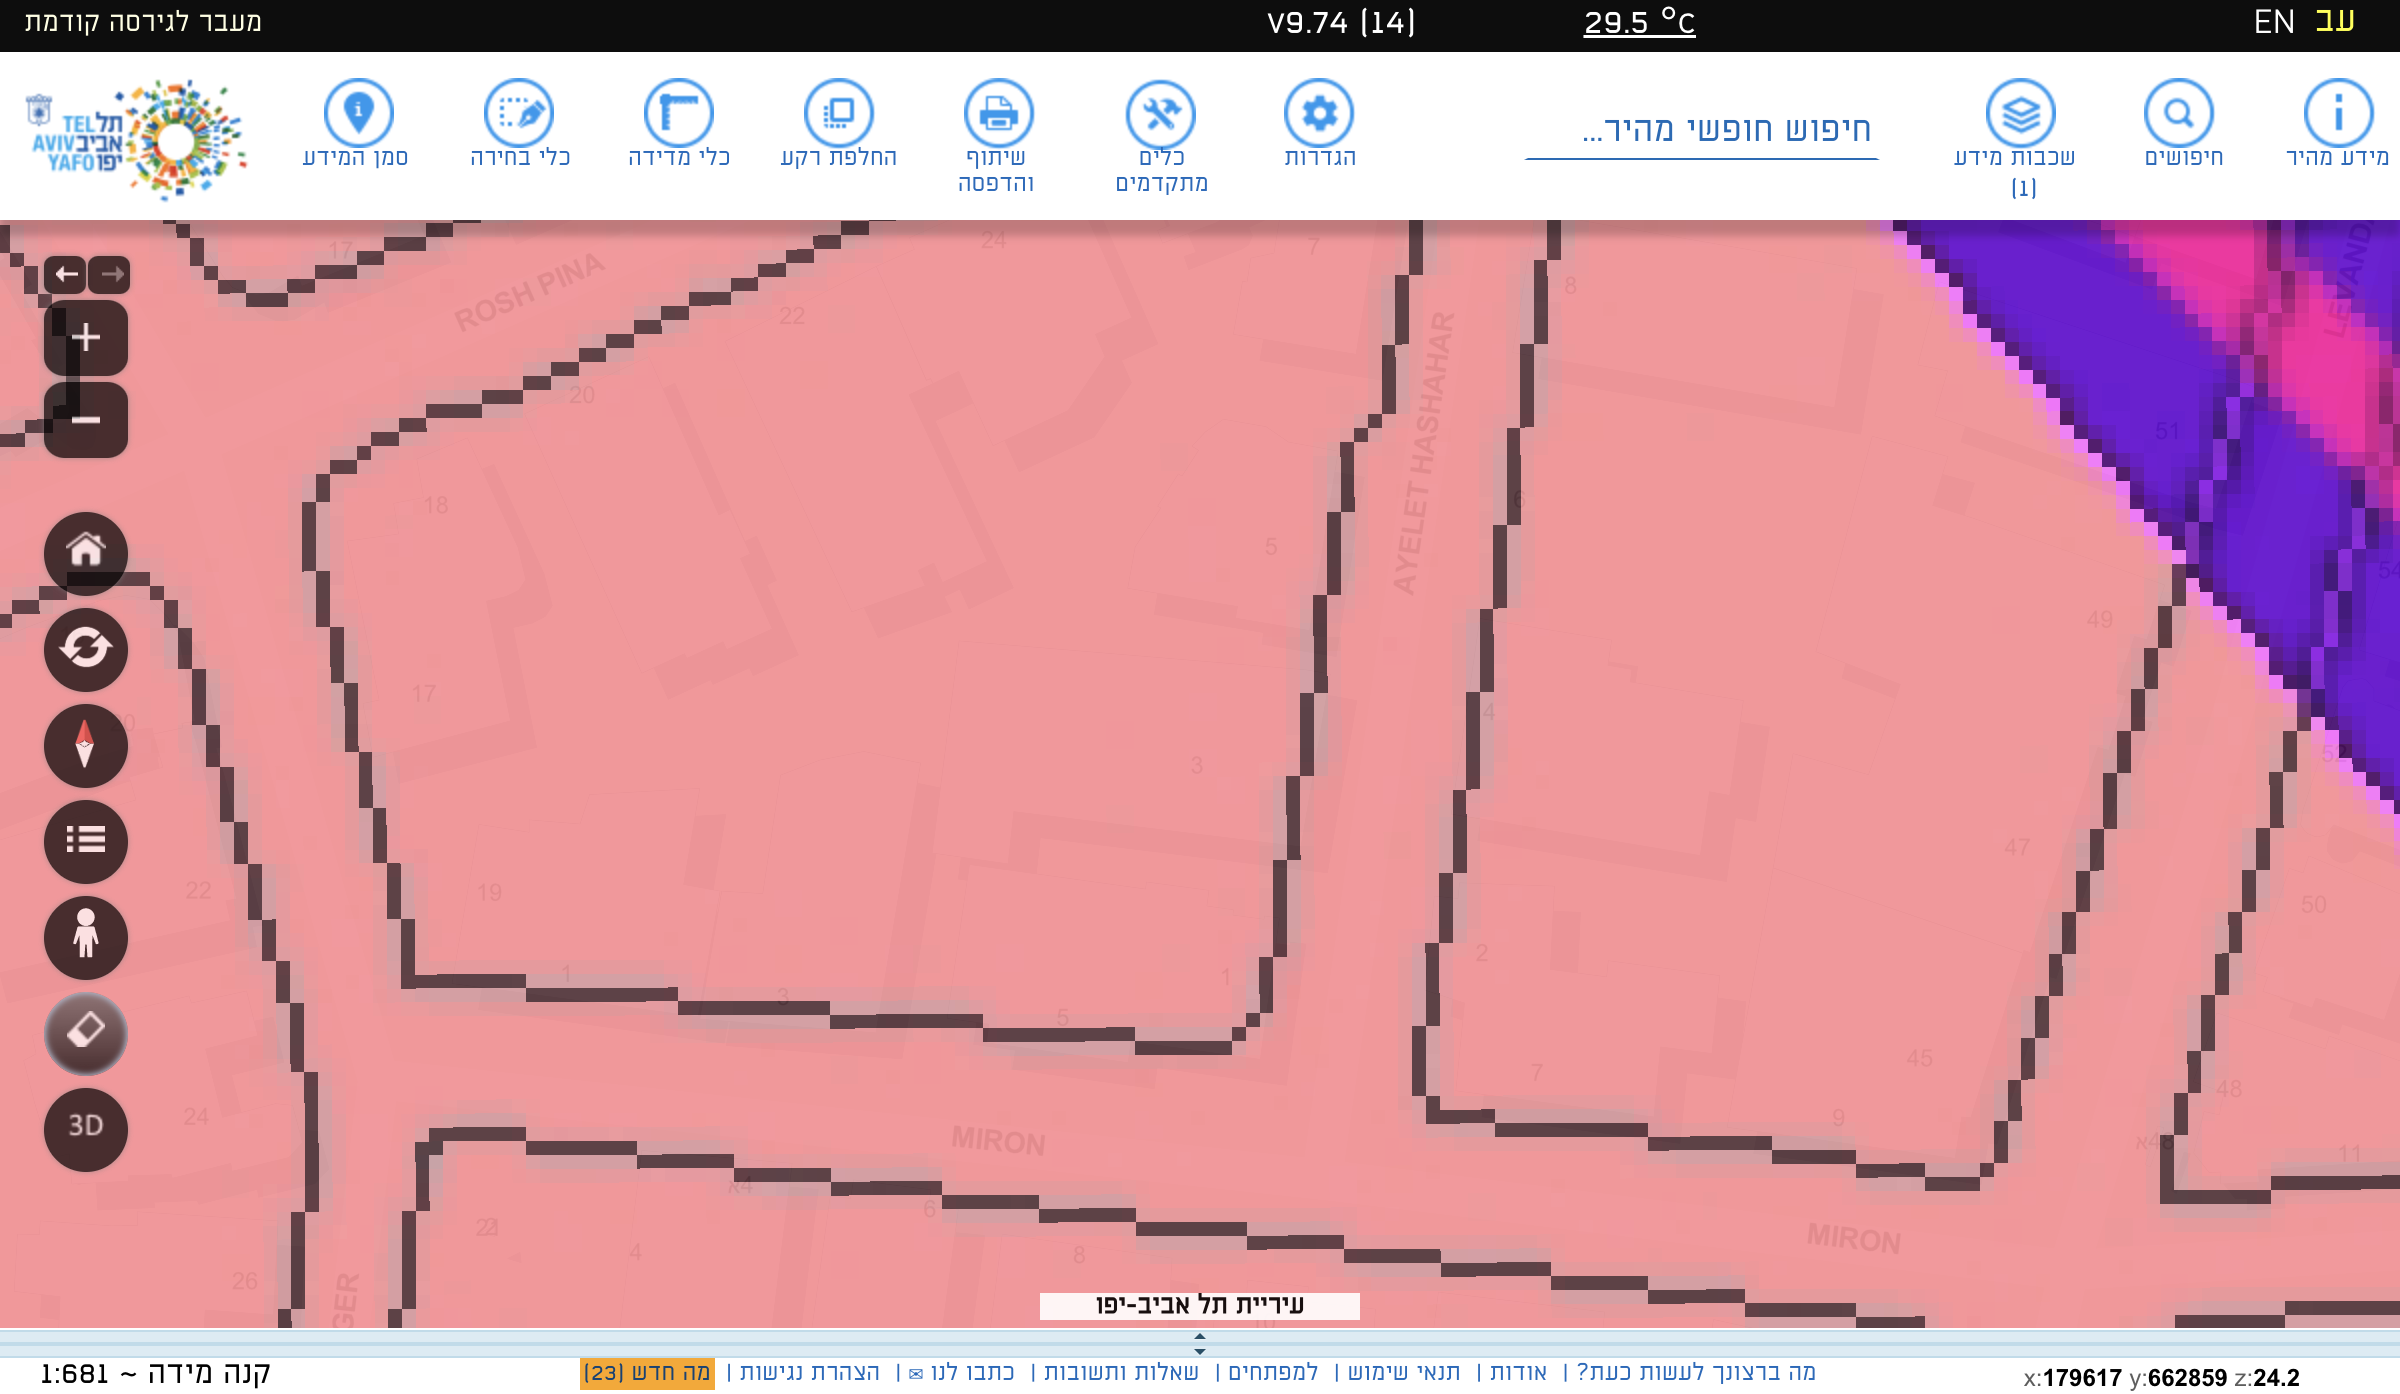 מעבר לגירסה קודמת
V9.74 (14)
29.5 °c
EN עב
תל אביב יפו
TEL AVIV YAFO
סמן המידע
כלי בחירה
כלי מדידה
החלפת רקע
שיתוף והדפסה
כלים מתקדמים
הגדרות
חיפוש חופשי מהיר...
שכבות מידע (1)
חיפושים
מידע מהיר
ROSH PINA
AYELET HASHAHAR
MIRON
MIRON
17
24
7
22
8
20
18
5
6
51
54
49
17
4
3
52
47
22
19
50
2
1
3
1
5
7
45
9
48
48א
11
24
4א
6
4
8
26
3D
עיריית תל אביב-יפו
קנה מידה ~ 1:681
מה ברצונך לעשות כעת? | אודות | תנאי שימוש | למפתחים | שאלות ותשובות | כתבו לנו ✉ | הצהרת נגישות | מה חדש (23)
x:179617 y:662859 z:24.2